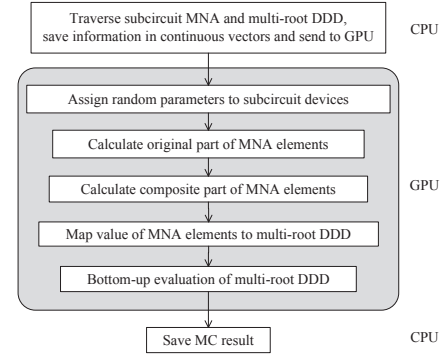 Traverse subcircuit MNA and multi-root DDD,
save information in continuous vectors and send to GPU
CPU
Assign random parameters to subcircuit devices
Calculate original part of MNA elements
Calculate composite part of MNA elements
GPU
Map value of MNA elements to multi-root DDD
Bottom-up evaluation of multi-root DDD
Save MC result
CPU